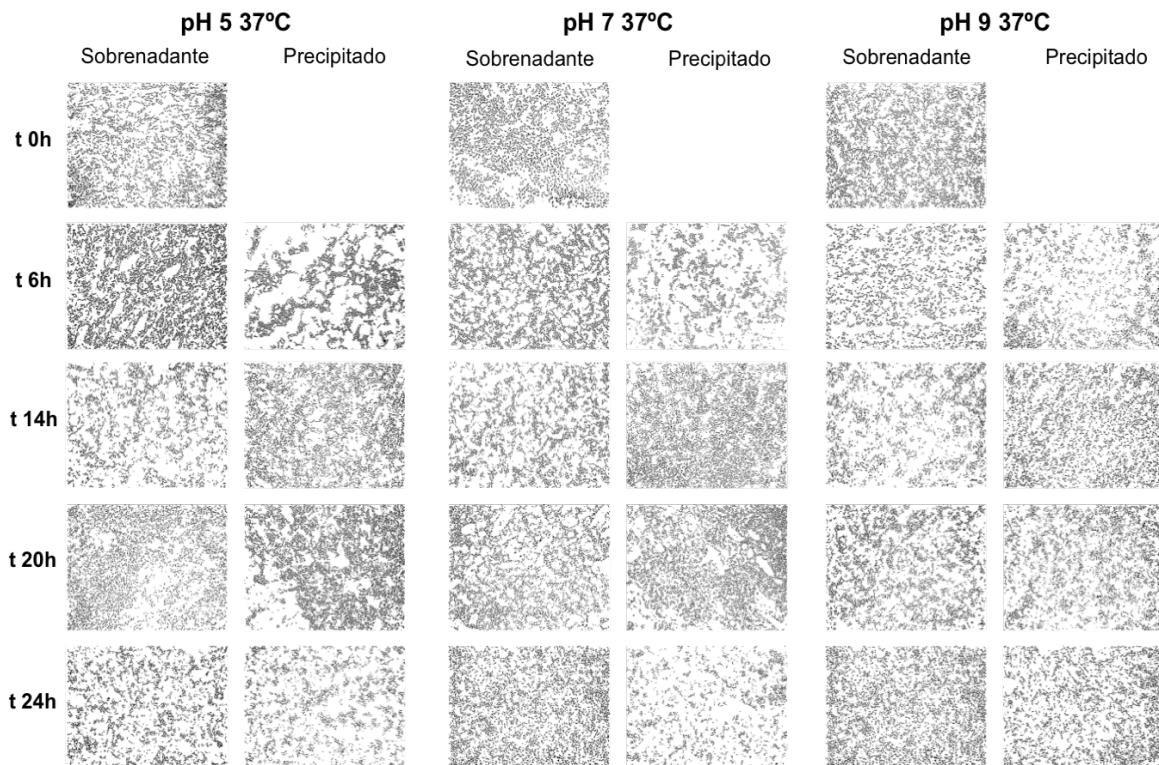 pH 5 37ºC pH 7 37ºC pH 9 37ºC
Sobrenadante Precipitado Sobrenadante Precipitado Sobrenadante Precipitado
t 0h
t 6h
t 14h
t 20h
t 24h